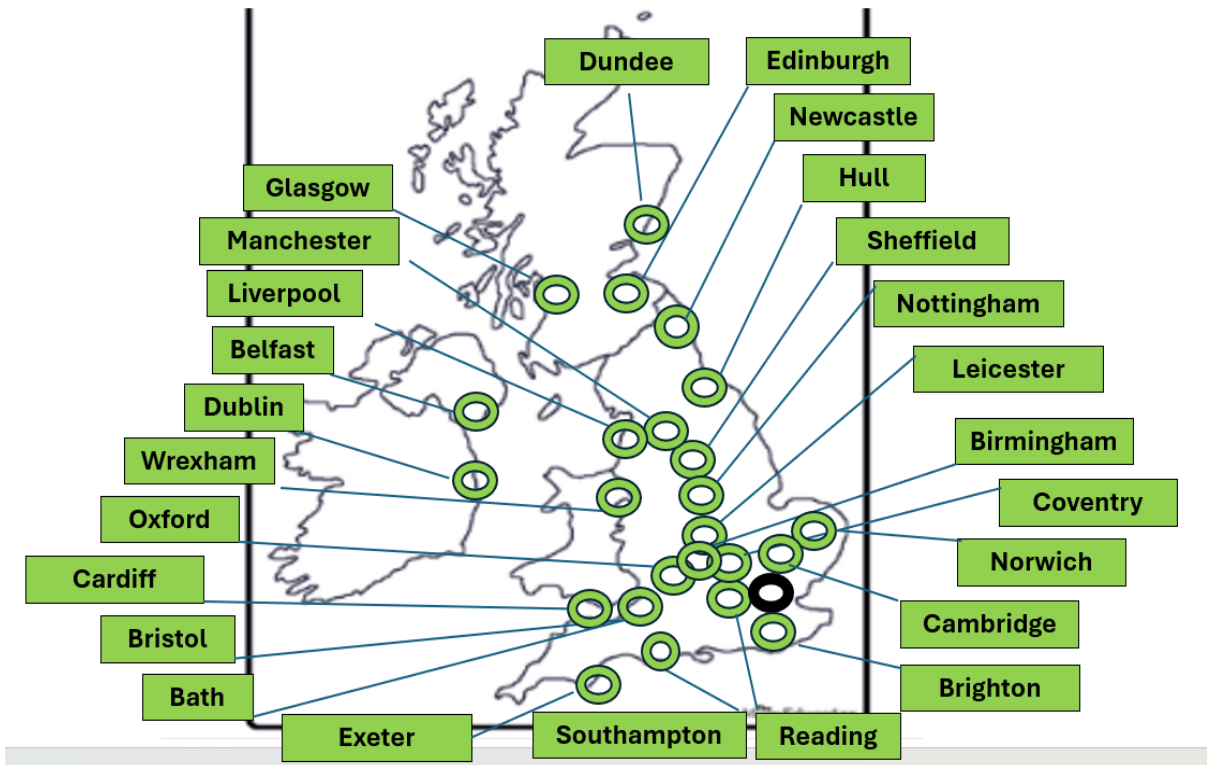 Dundee
Edinburgh
Newcastle
Hull
Glasgow
Manchester
Sheffield
Liverpool
Nottingham
Belfast
Leicester
Dublin
Birmingham
Wrexham
Coventry
Oxford
Norwich
Cardiff
Cambridge
Bristol
Brighton
Bath
Exeter
Southampton
Reading